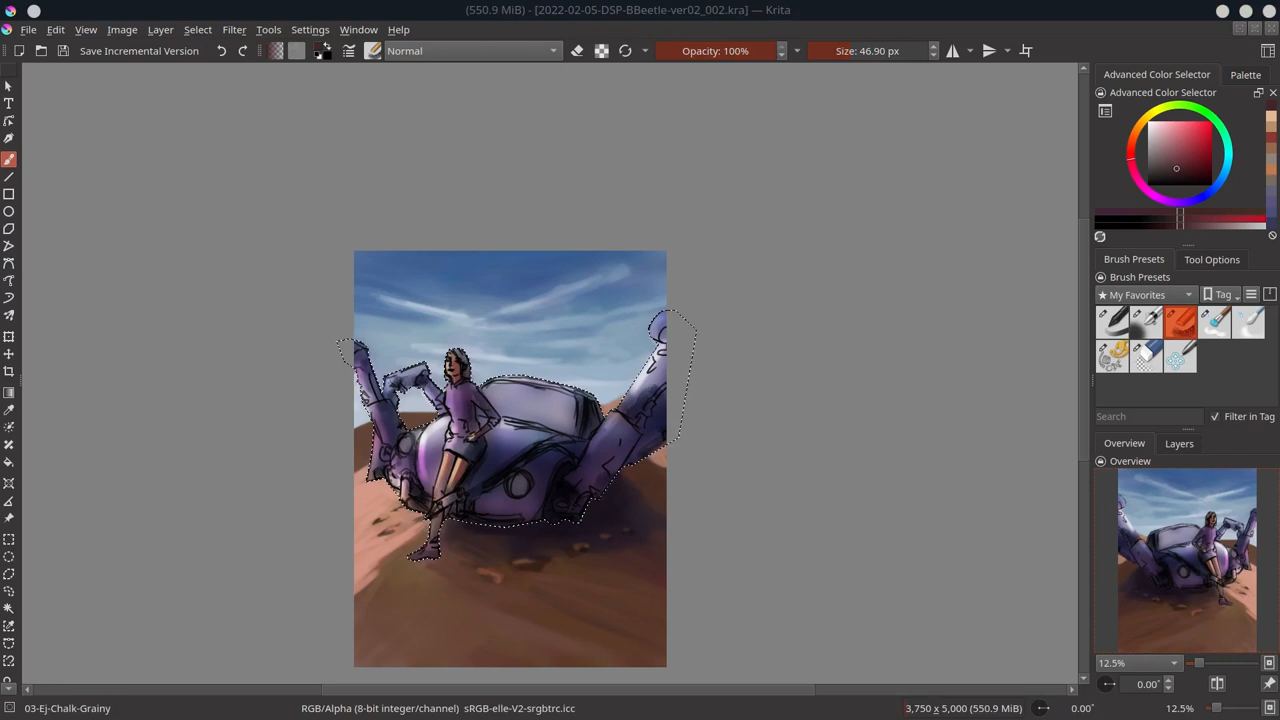 (550.9 MiB) - [2022-02-05-DSP-BBeetle-ver02_002.kra] — Krita
File Edit View Image Layer Select Filter Tools Settings Window Help
Save Incremental Version Normal Opacity: 100% Size: 46.90 px
Advanced Color Selector Palette
Advanced Color Selector
Brush Presets Tool Options
Brush Presets
★ My Favorites Tag
Search Filter in Tag
Overview Layers
Overview
12.5%
0.00°
03-Ej-Chalk-Grainy RGB/Alpha (8-bit integer/channel) sRGB-elle-V2-srgbtrc.icc 3,750 x 5,000 (550.9 MiB) 0.00° 12.5%